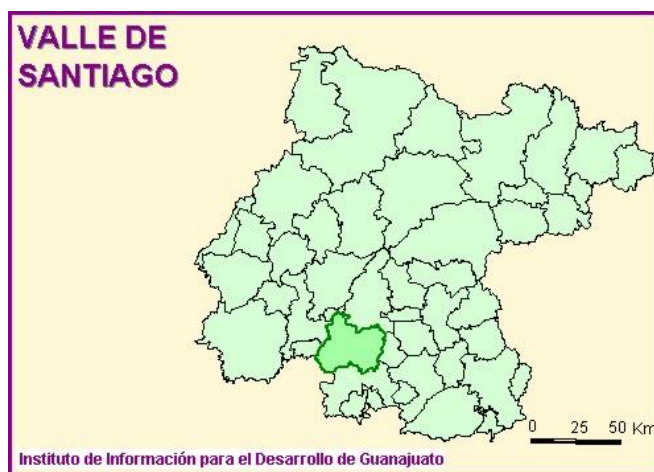 VALLE DE
SANTIAGO
0 25 50 Km
Instituto de Información para el Desarrollo de Guanajuato